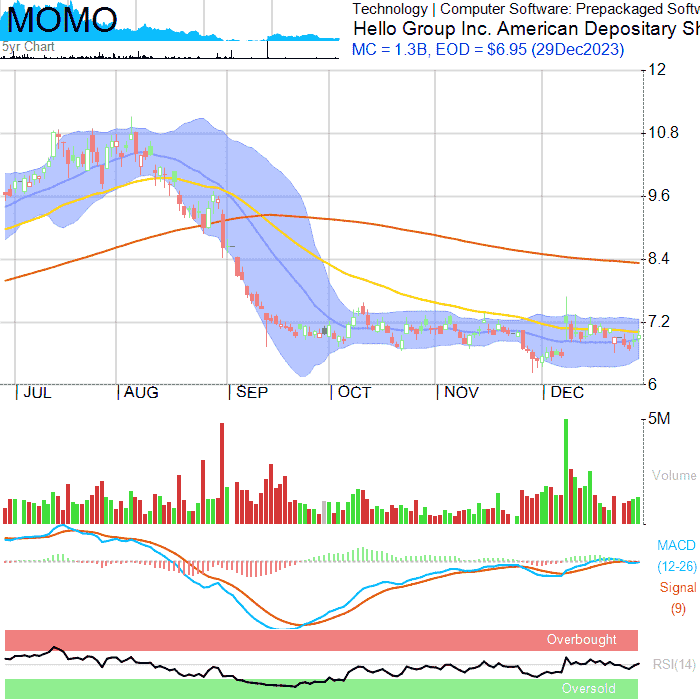 MOMO
5yr Chart
Technology | Computer Software: Prepackaged Softw
Hello Group Inc. American Depositary Sh
MC = 1.3B, EOD = $6.95 (29Dec2023)
12
10.8
9.6
8.4
7.2
6
JUL AUG SEP OCT NOV DEC
5M
Volume
MACD
(12-26)
Signal
(9)
Overbought
RSI(14)
Oversold